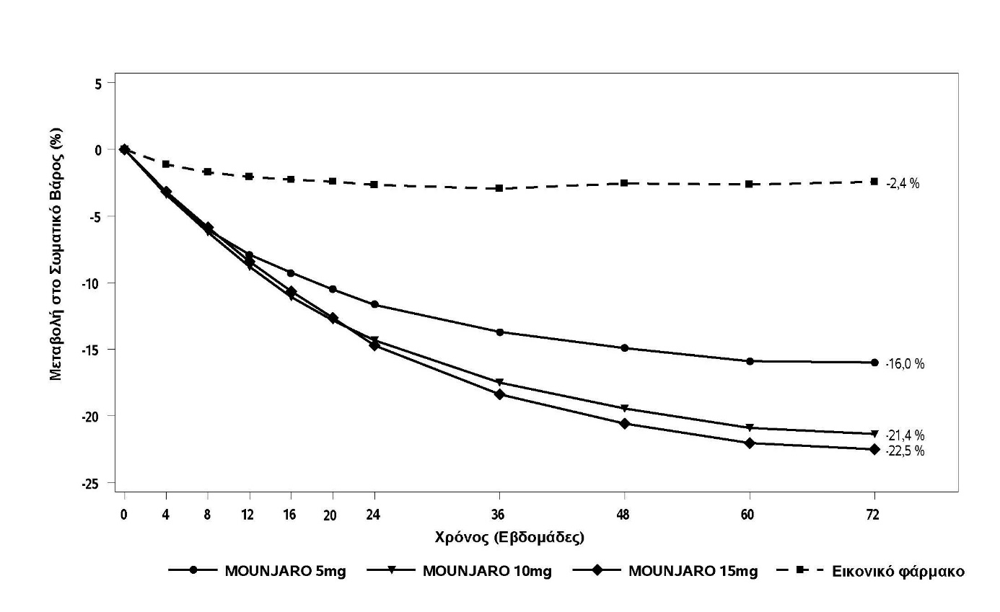 Μεταβολή στο Σωματικό Βάρος (%)
5
0
-5
-10
-15
-20
-25
-2,4 %
-16,0 %
-21,4 %
-22,5 %
0 4 8 12 16 20 24 36 48 60 72
Χρόνος (Εβδομάδες)
MOUNJARO 5mg MOUNJARO 10mg MOUNJARO 15mg Εικονικό φάρμακο